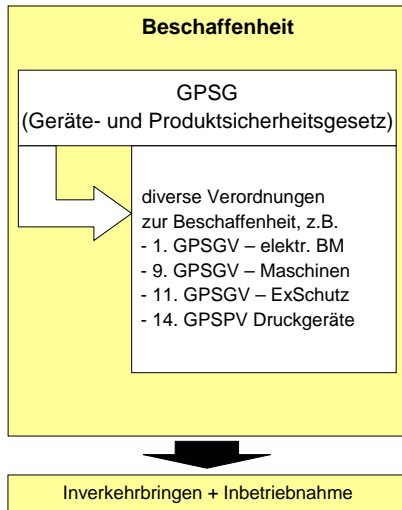 Beschaffenheit
GPSG
(Geräte- und Produktsicherheitsgesetz)
diverse Verordnungen
zur Beschaffenheit, z.B.
- 1. GPSGV – elektr. BM
- 9. GPSGV – Maschinen
- 11. GPSGV – ExSchutz
- 14. GPSPV Druckgeräte
Inverkehrbringen + Inbetriebnahme